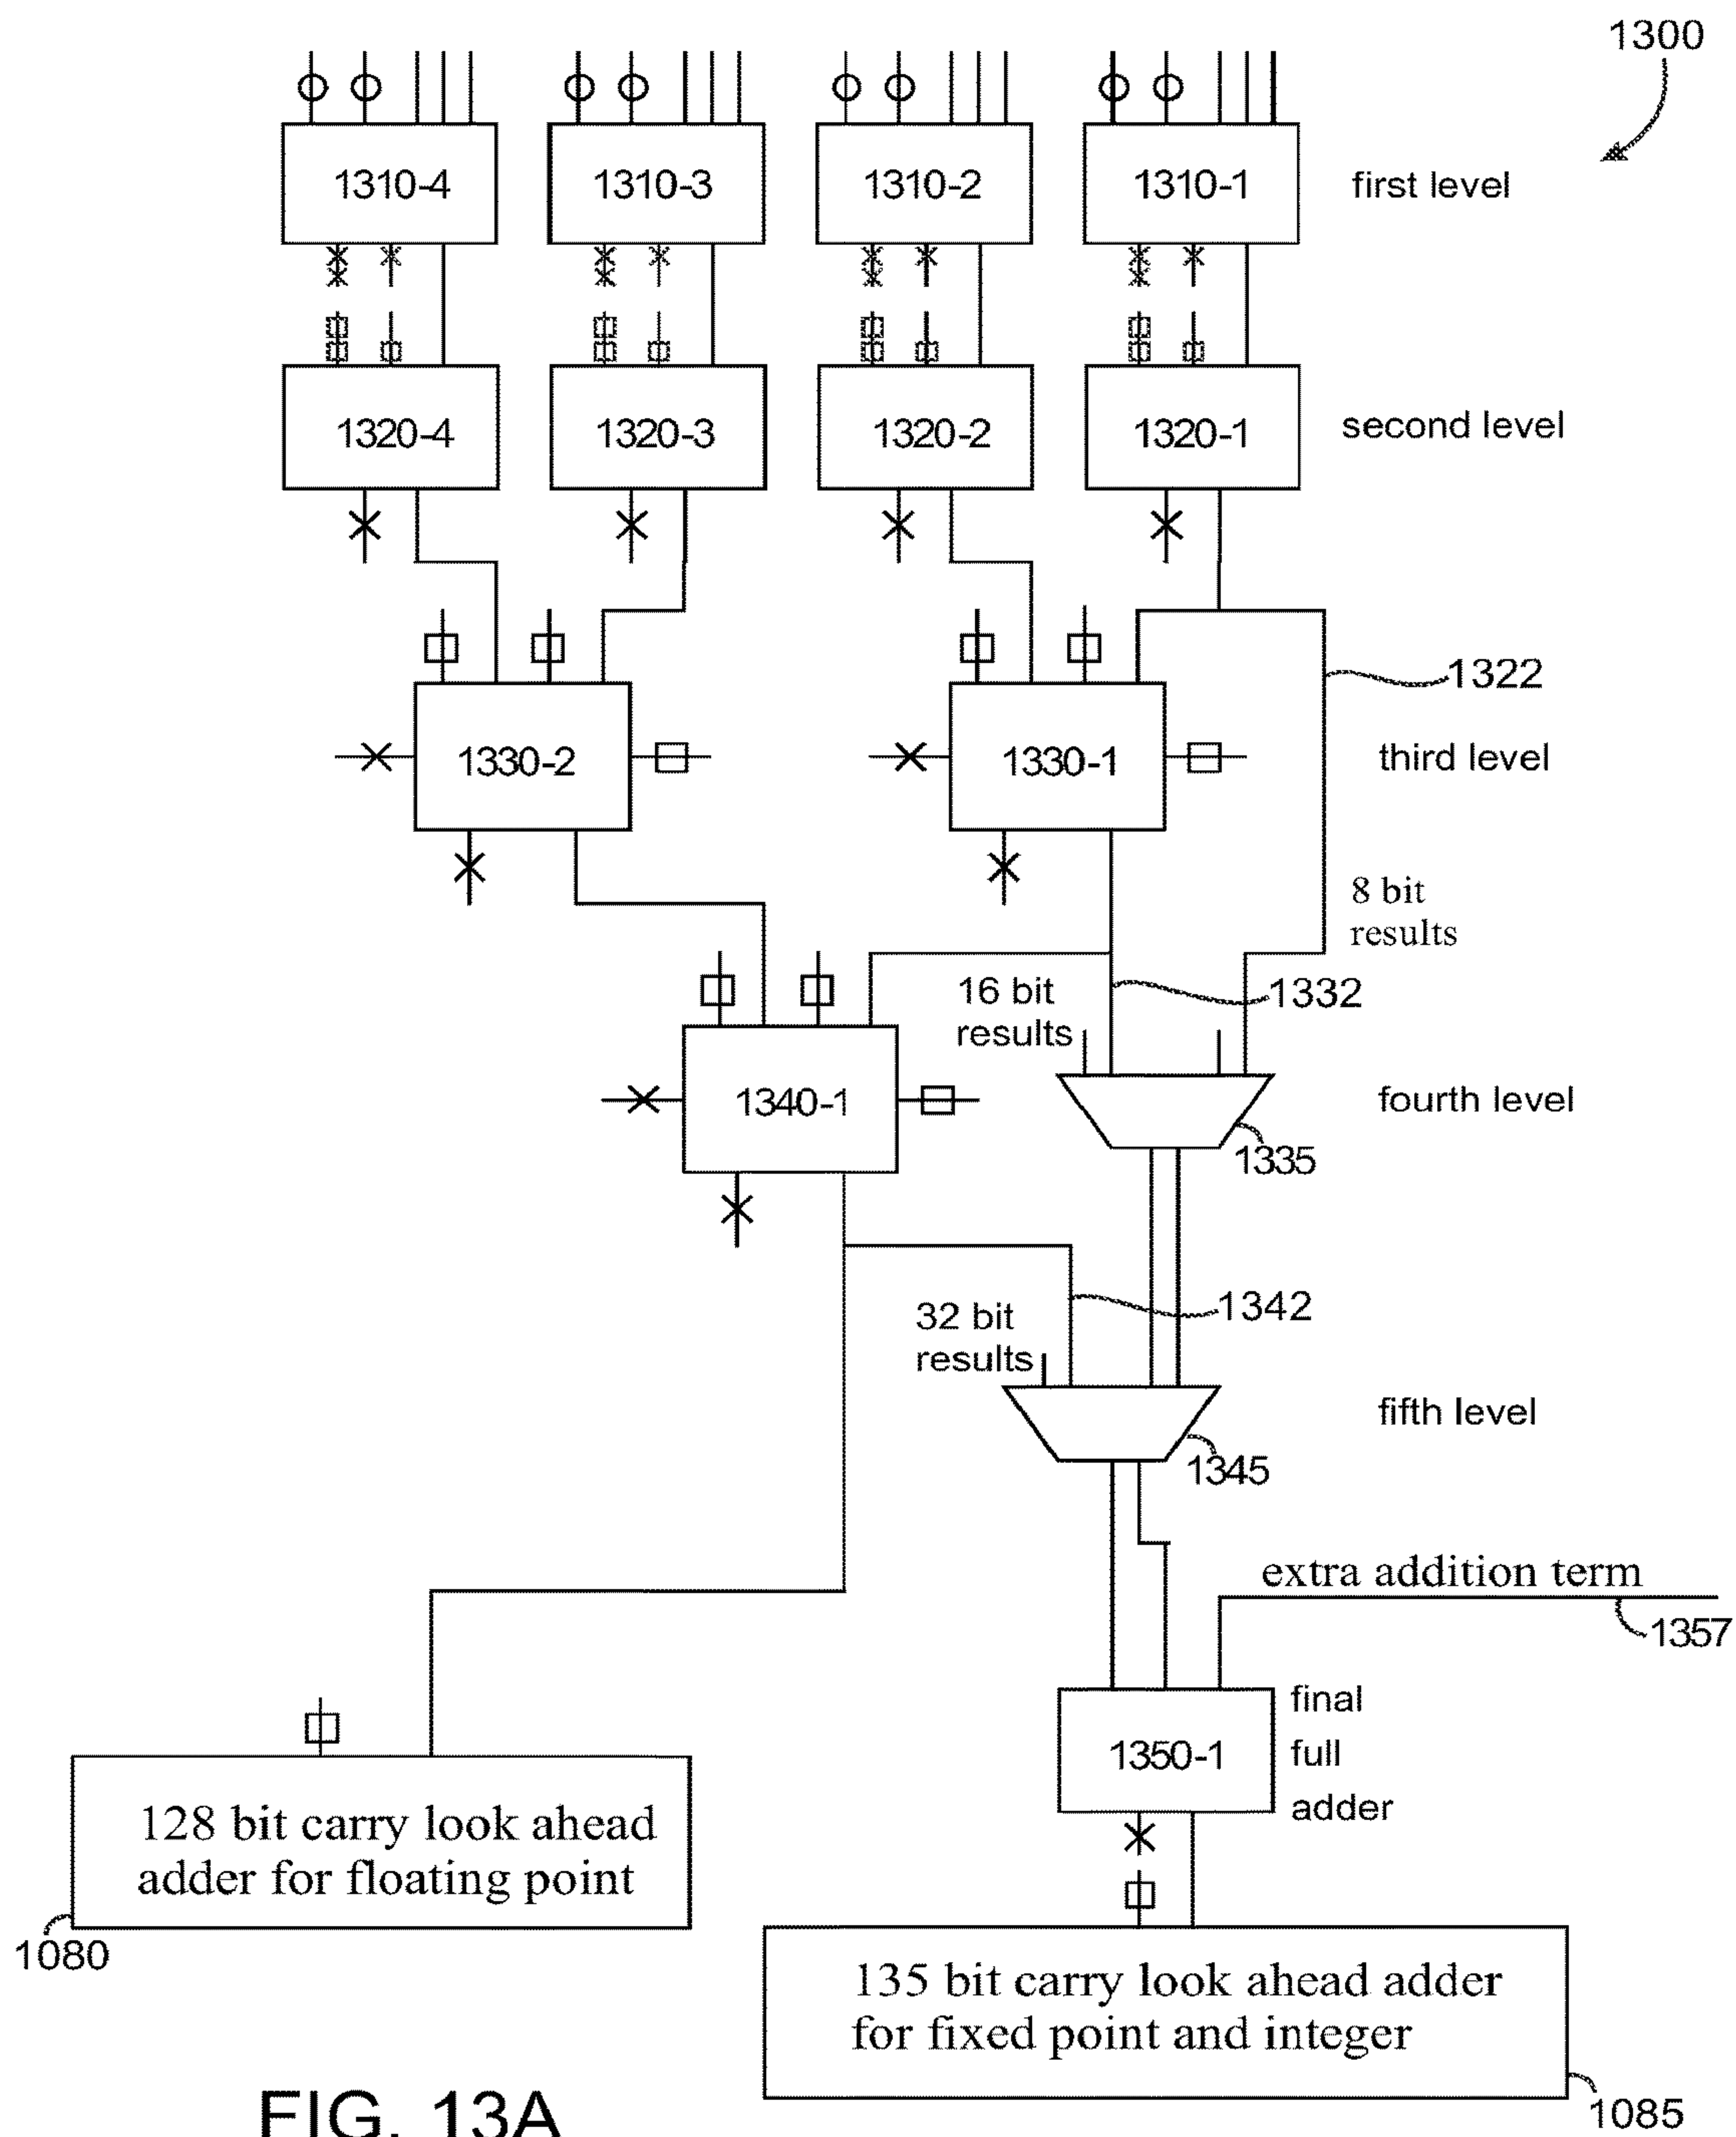 1300
1310-4
1310-3
1310-2
1310-1
first level
1320-4
1320-3
1320-2
1320-1
second level
1322
1330-2
1330-1
third level
8 bit
results
16 bit
results
1332
1340-1
fourth level
1335
32 bit
results
1342
fifth level
1345
extra addition term
1357
1350-1
final
full
adder
128 bit carry look ahead
adder for floating point
1080
135 bit carry look ahead adder
for fixed point and integer
1085
FIG. 13A